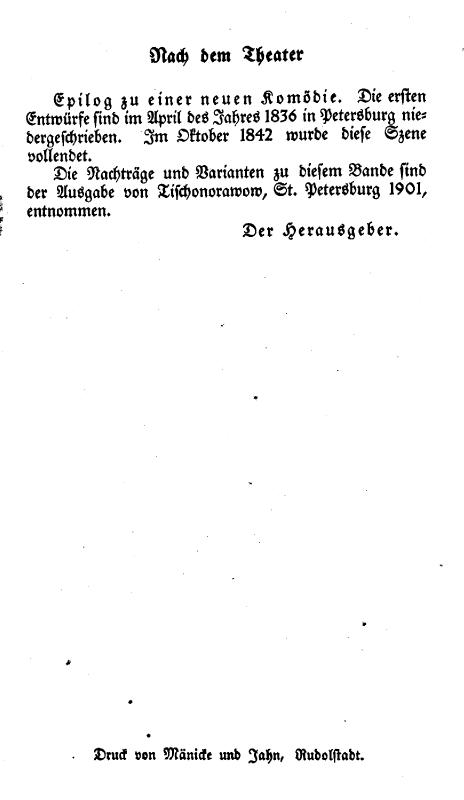 Nach dem Theater
Epilog zu einer neuen Komödie. Die ersten
Entwürfe sind im April des Jahres 1836 in Petersburg nie-
dergeschrieben. Im Oktober 1842 wurde diese Szene
vollendet.
Die Nachträge und Varianten zu diesem Bande sind
der Ausgabe von Tischonorawow, St. Petersburg 1901,
entnommen.
Der Herausgeber.
Druck von Mänicke und Jahn, Rudolstadt.